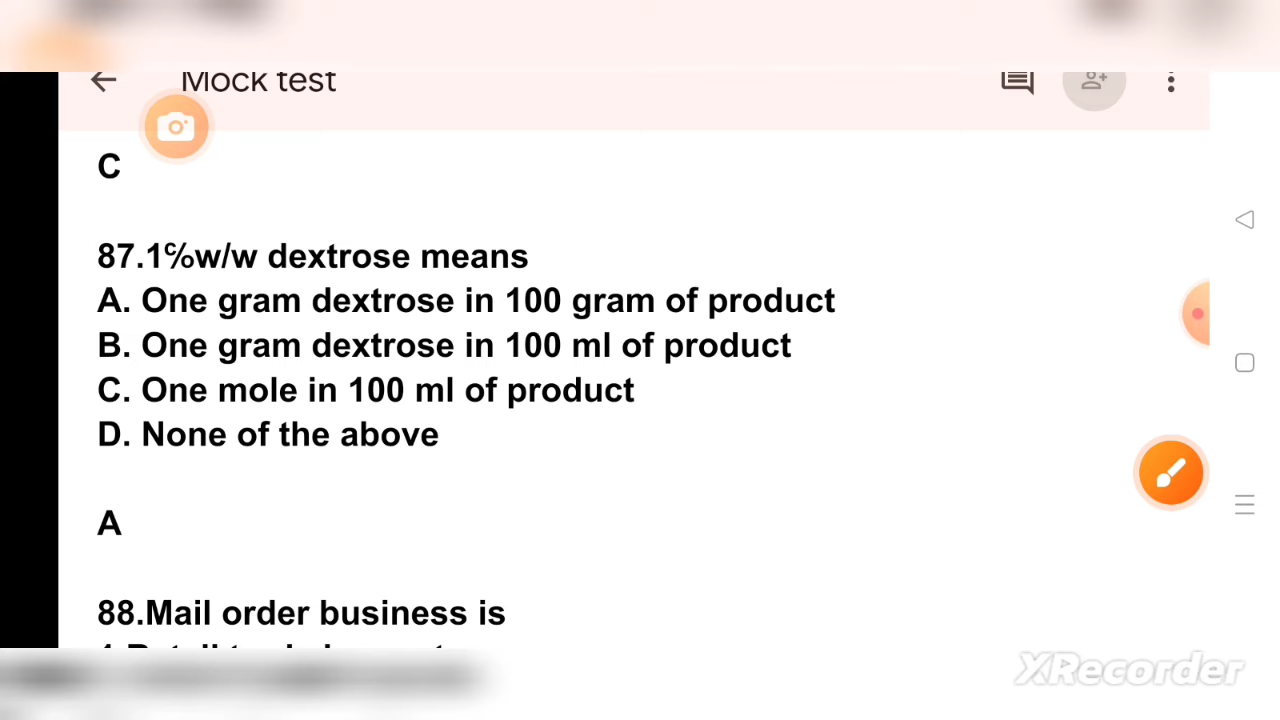 Mock test
C
87.1℅w/w dextrose means
A. One gram dextrose in 100 gram of product
B. One gram dextrose in 100 ml of product
C. One mole in 100 ml of product
D. None of the above
A
88.Mail order business is
XRecorder